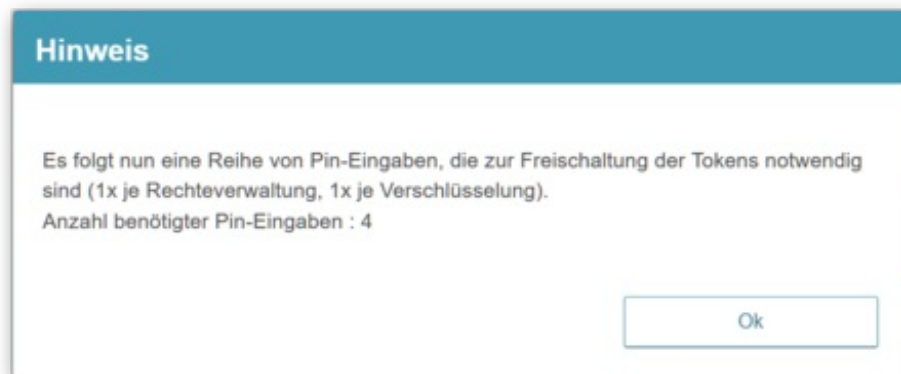 Hinweis
Es folgt nun eine Reihe von Pin-Eingaben, die zur Freischaltung der Tokens notwendig
sind (1x je Rechteverwaltung, 1x je Verschlüsselung).
Anzahl benötigter Pin-Eingaben : 4
Ok